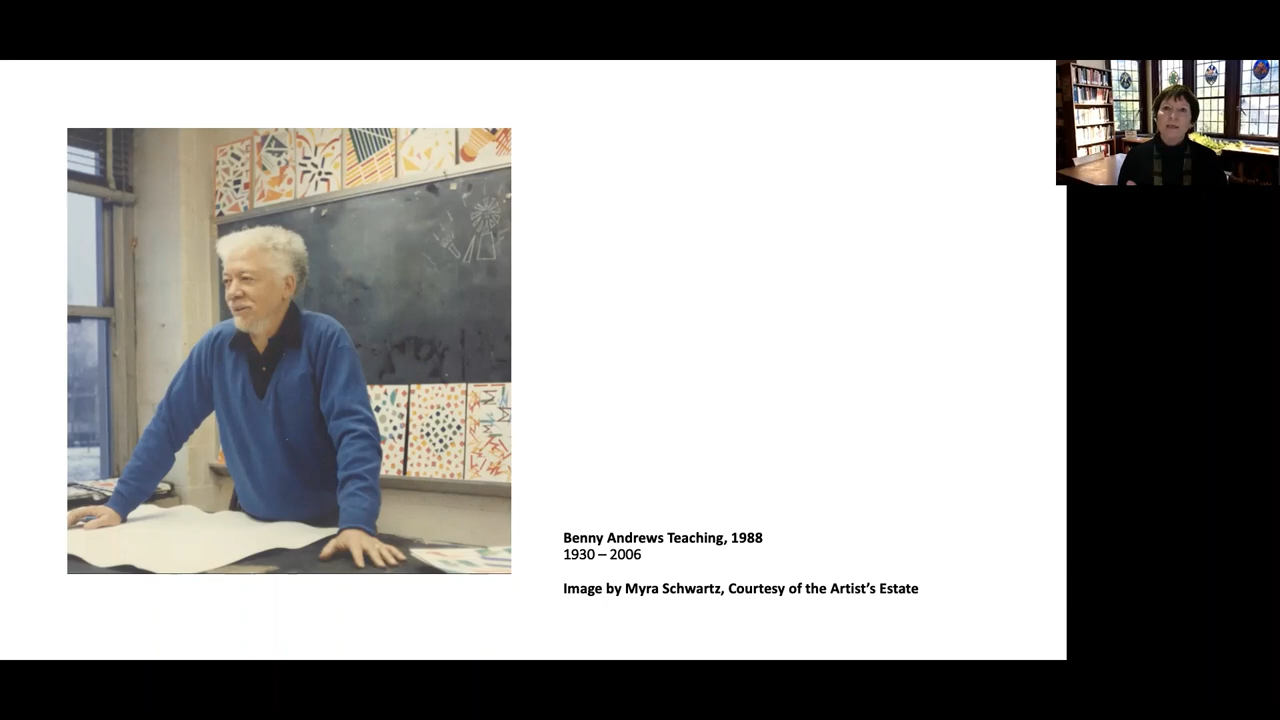 Benny Andrews Teaching, 1988
1930 – 2006
Image by Myra Schwartz, Courtesy of the Artist’s Estate